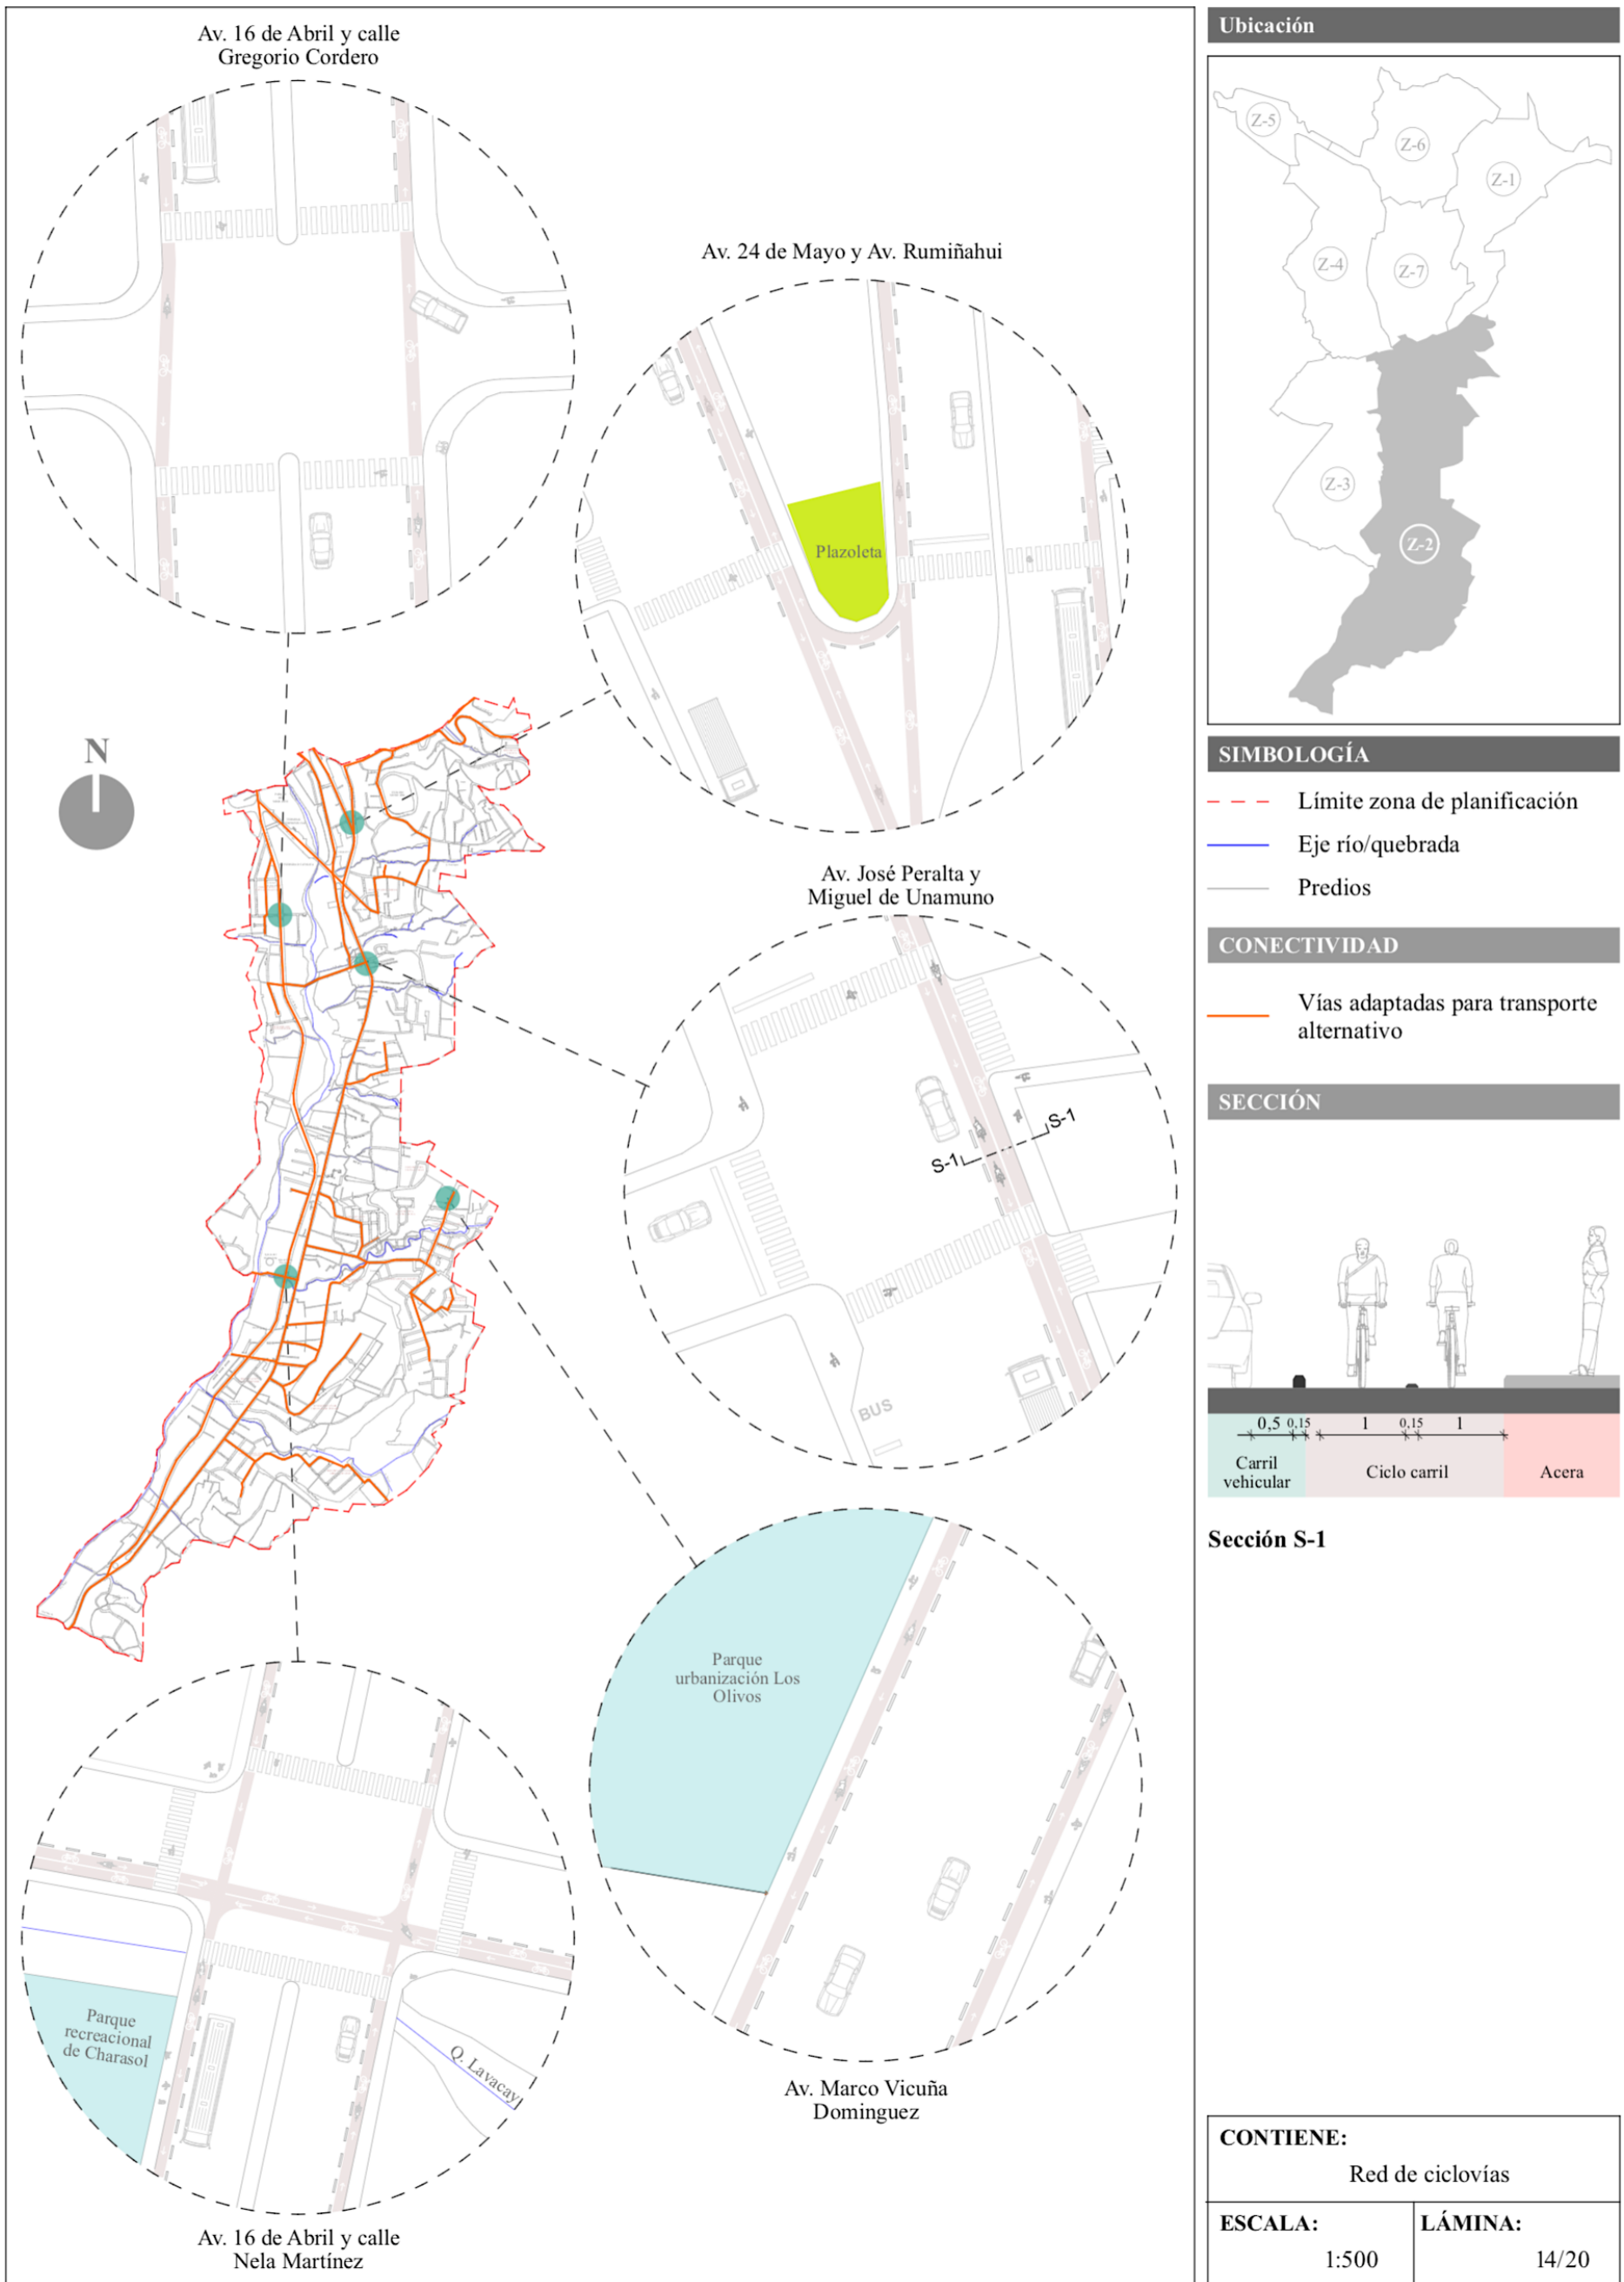 Av. 16 de Abril y calle
Gregorio Cordero
Av. 24 de Mayo y Av. Rumiñahui
Plazoleta
N
Av. José Peralta y
Miguel de Unamuno
S-1
S-1
BUS
Parque
urbanización Los
Olivos
Av. Marco Vicuña
Dominguez
Parque
recreacional
de Charasol
Q. Lavacay
Av. 16 de Abril y calle
Nela Martínez
Ubicación
Z-5
Z-6
Z-1
Z-4
Z-7
Z-3
Z-2
SIMBOLOGÍA
Límite zona de planificación
Eje río/quebrada
Predios
CONECTIVIDAD
Vías adaptadas para transporte
alternativo
SECCIÓN
0,5 0,15 1 0,15 1
Carril
vehicular
Ciclo carril
Acera
Sección S-1
CONTIENE:
Red de ciclovías
ESCALA:
1:500
LÁMINA:
14/20